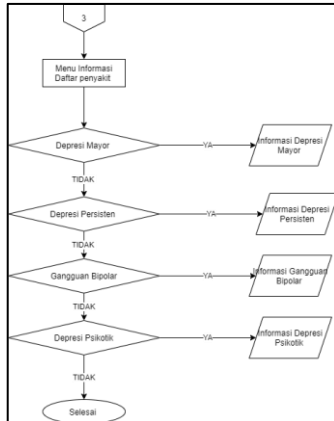 3
Menu Informasi
Daftar penyakit
Depresi Mayor
YA
Informasi Depresi
Mayor
TIDAK
Depresi Persisten
YA
Informasi Depresi
Persisten
TIDAK
Gangguan Bipolar
YA
Informasi Gangguan
Bipolar
TIDAK
Depresi Psikotik
YA
Informasi Depresi
Psikotik
TIDAK
Selesai